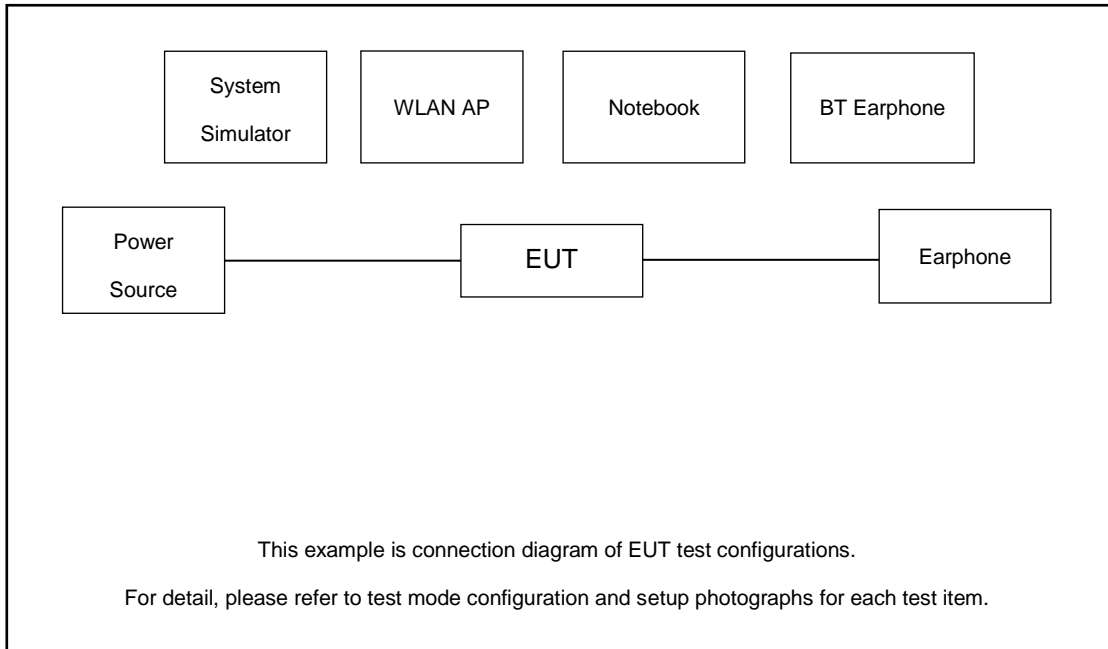 System
Simulator
WLAN AP
Notebook
BT Earphone
Power
Source
EUT
Earphone
This example is connection diagram of EUT test configurations.
For detail, please refer to test mode configuration and setup photographs for each test item.